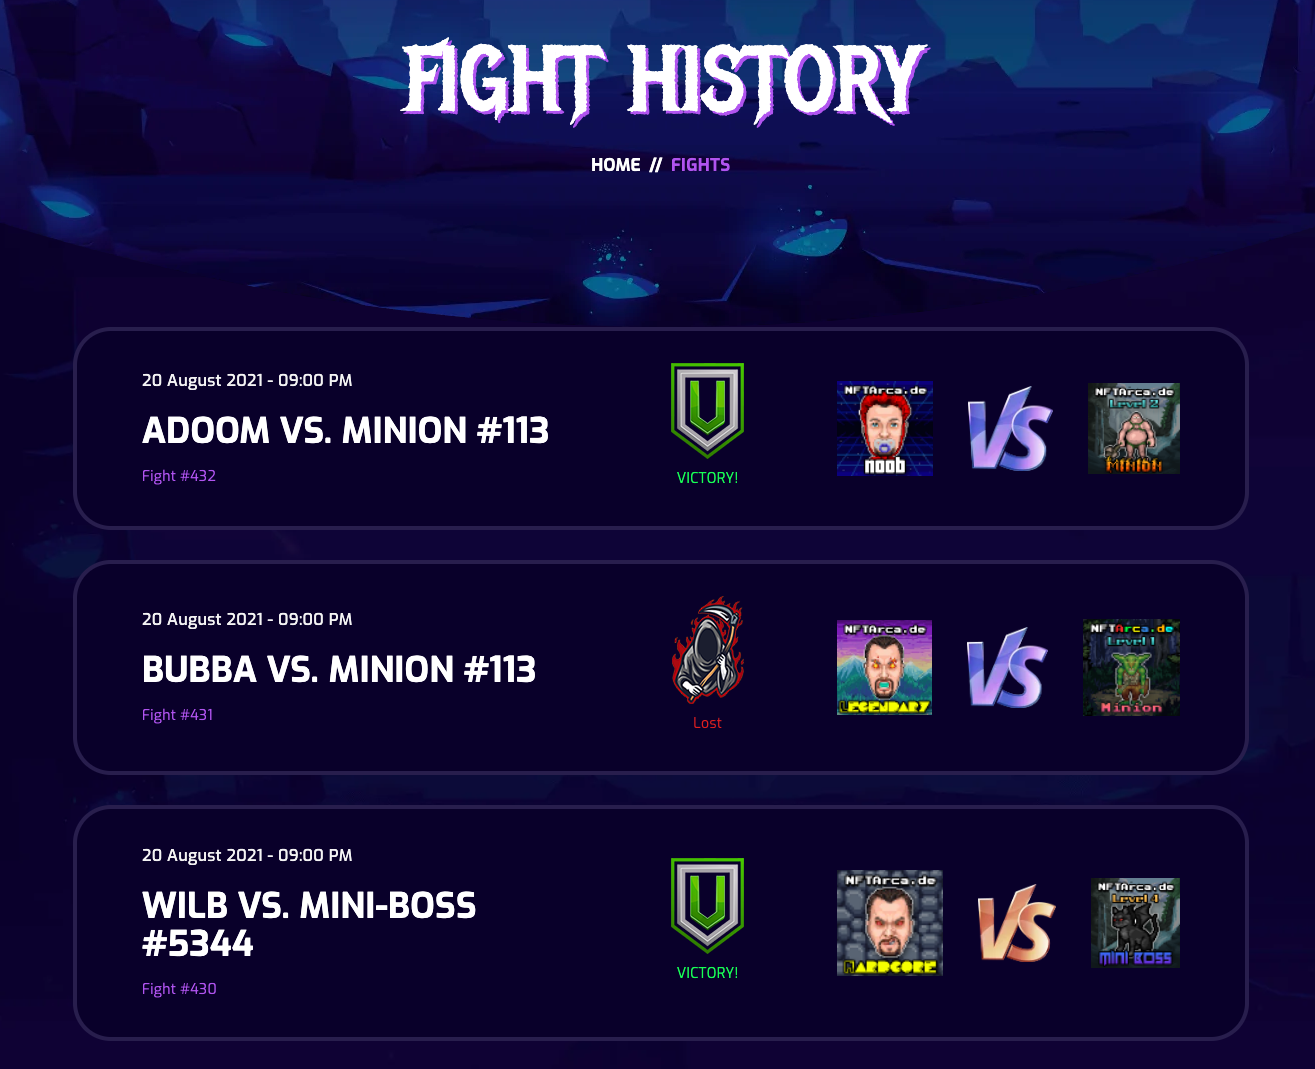 FIGHT HISTORY
HOME // FIGHTS
20 August 2021 - 09:00 PM
ADOOM VS. MINION #113
Fight #432
VICTORY!
NFTArca.de
noob
VS
NFTArca.de
Level 2
MINION
20 August 2021 - 09:00 PM
BUBBA VS. MINION #113
Fight #431
Lost
NFTArca.de
LEGENDARY
VS
NFTArca.de
Level 1
Minion
20 August 2021 - 09:00 PM
WILB VS. MINI-BOSS
#5344
Fight #430
VICTORY!
NFTArca.de
HARDCORE
VS
NFTArca.de
Level 1
MINI-BOSS